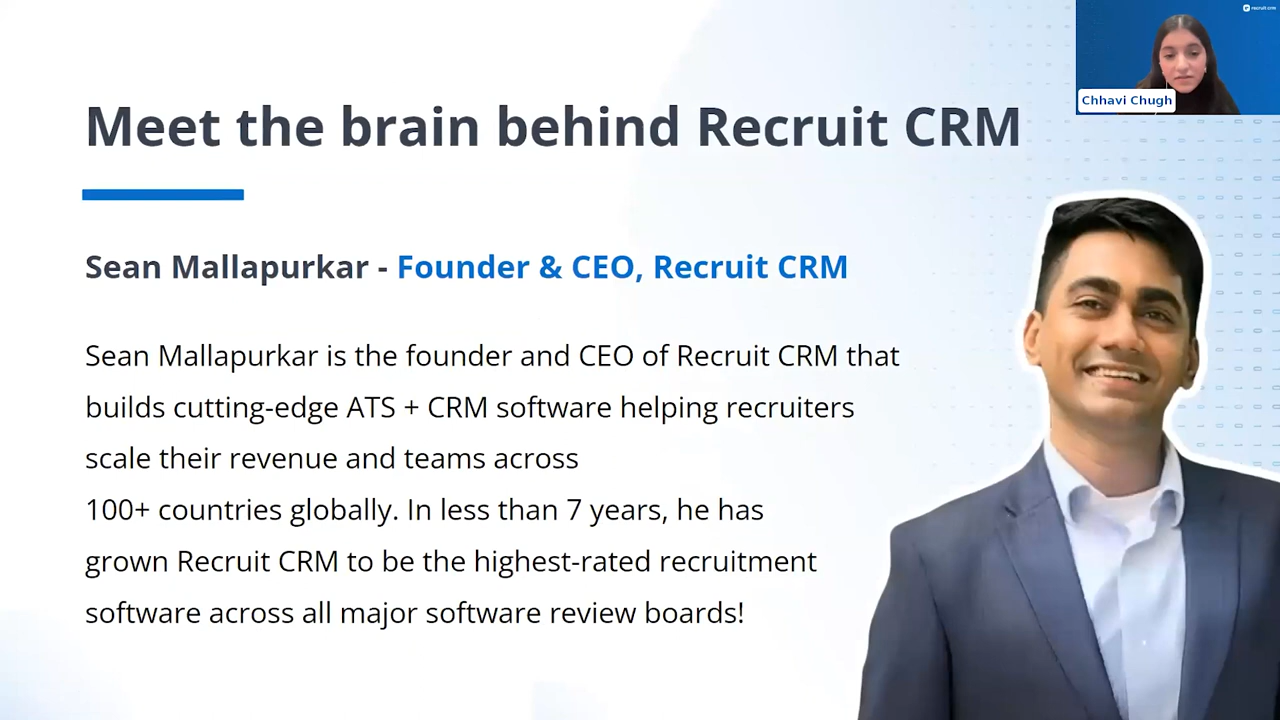 recruit crm
Chhavi Chugh
Meet the brain behind Recruit CRM
Sean Mallapurkar - Founder & CEO, Recruit CRM
Sean Mallapurkar is the founder and CEO of Recruit CRM that
builds cutting-edge ATS + CRM software helping recruiters
scale their revenue and teams across
100+ countries globally. In less than 7 years, he has
grown Recruit CRM to be the highest-rated recruitment
software across all major software review boards!